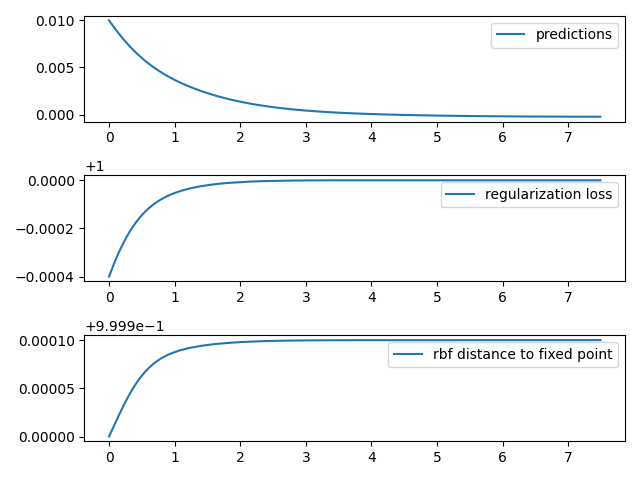 0.010
0.005
0.000
predictions
0 1 2 3 4 5 6 7
+1
0.0000
−0.0002
−0.0004
regularization loss
0 1 2 3 4 5 6 7
+9.999e−1
0.00010
0.00005
0.00000
rbf distance to fixed point
0 1 2 3 4 5 6 7